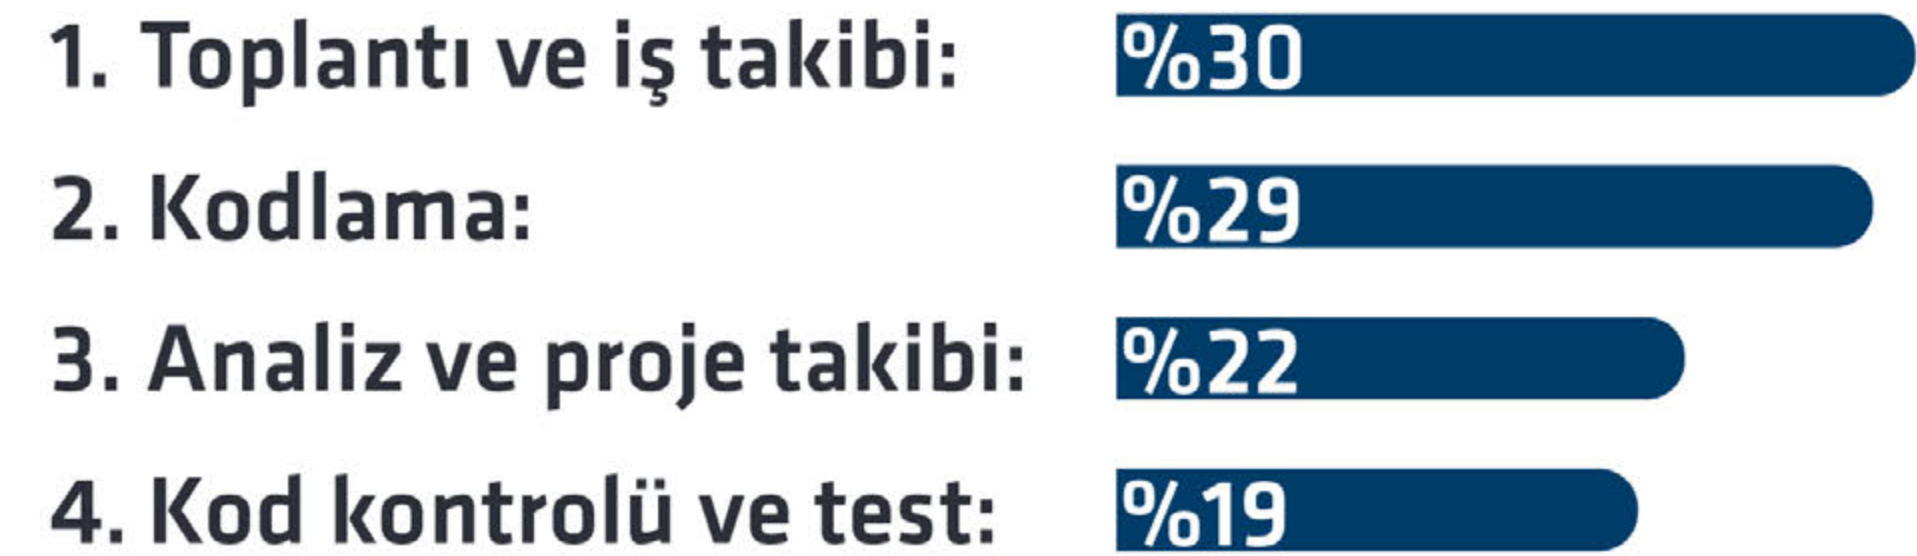 1. Toplantı ve iş takibi: %30
2. Kodlama: %29
3. Analiz ve proje takibi: %22
4. Kod kontrolü ve test: %19